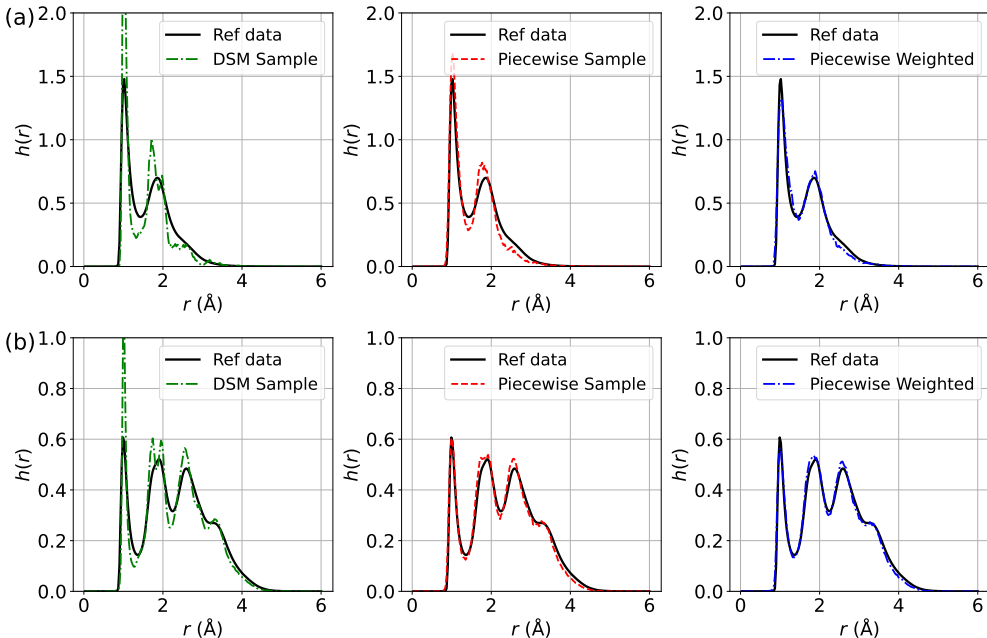 (a)
2.0
1.5
1.0
0.5
0.0
h(r)
0 2 4 6
r (Å)
Ref data
DSM Sample
2.0
1.5
1.0
0.5
0.0
h(r)
0 2 4 6
r (Å)
Ref data
Piecewise Sample
2.0
1.5
1.0
0.5
0.0
h(r)
0 2 4 6
r (Å)
Ref data
Piecewise Weighted
(b)
1.0
0.8
0.6
0.4
0.2
0.0
h(r)
0 2 4 6
r (Å)
Ref data
DSM Sample
1.0
0.8
0.6
0.4
0.2
0.0
h(r)
0 2 4 6
r (Å)
Ref data
Piecewise Sample
1.0
0.8
0.6
0.4
0.2
0.0
h(r)
0 2 4 6
r (Å)
Ref data
Piecewise Weighted